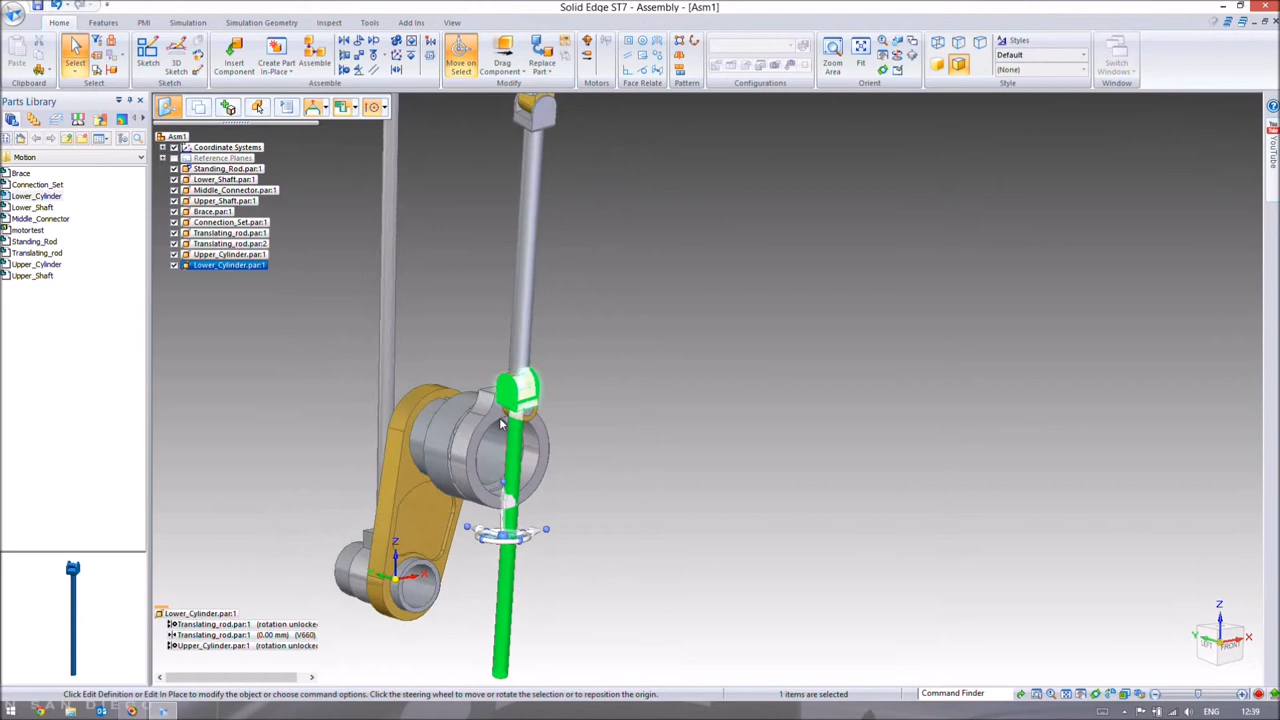 Solid Edge ST7 - Assembly - [Asm1]
Home Features PMI Simulation Simulation Geometry Inspect Tools Add Ins View
Paste Select Sketch 3D Sketch Insert Component Create Part In-Place Assemble Move on Select Drag Component Replace Part Zoom Area Fit Styles Default (None) Switch Windows
Clipboard Select Sketch Assemble Modify Face Relate Motors Pattern Configurations Orient Style Window
Parts Library
Motion
Brace
Connection_Set
Lower_Cylinder
Lower_Shaft
Middle_Connector
motortest
Standing_Rod
Translating_rod
Upper_Cylinder
Upper_Shaft
Asm1
Coordinate Systems
Reference Planes
Standing_Rod.par:1
Lower_Shaft.par:1
Middle_Connector.par:1
Upper_Shaft.par:1
Brace.par:1
Connection_Set.par:1
Translating_rod.par:1
Translating_rod.par:2
Upper_Cylinder.par:1
Lower_Cylinder.par:1
YouTube
Z
X
Lower_Cylinder.par:1
Translating_rod.par:1 (rotation unlocked
Translating_rod.par:1 (0.00 mm) (V660)
Upper_Cylinder.par:1 (rotation unlocked
Z
Y
X
LEFT
FRONT
Click Edit Definition or Edit In Place to modify the object or choose command options. Click the steering wheel to move or rotate the selection or to reposition the origin.
1 items are selected
Command Finder
ENG
12:39